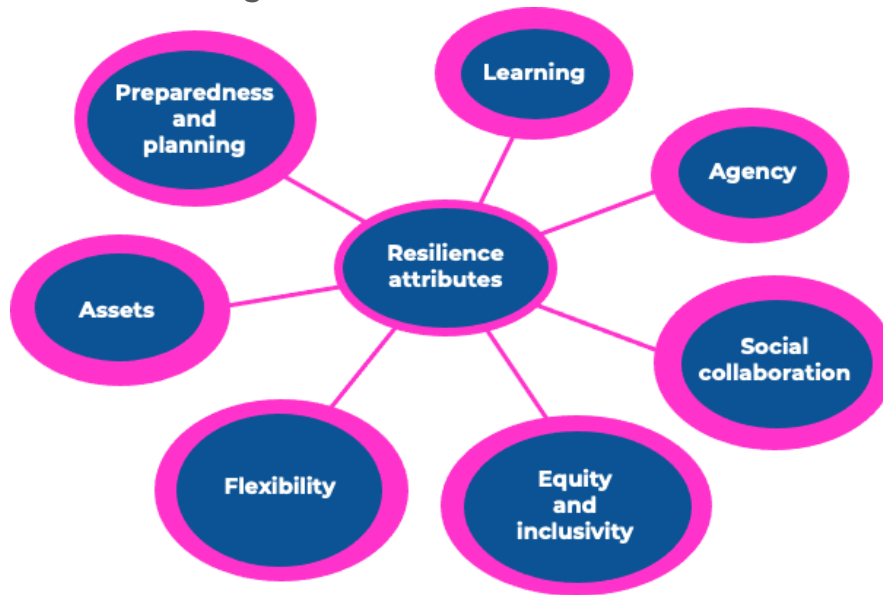 Learning
Preparedness
and
planning
Agency
Resilience
attributes
Assets
Social
collaboration
Flexibility
Equity
and
inclusivity